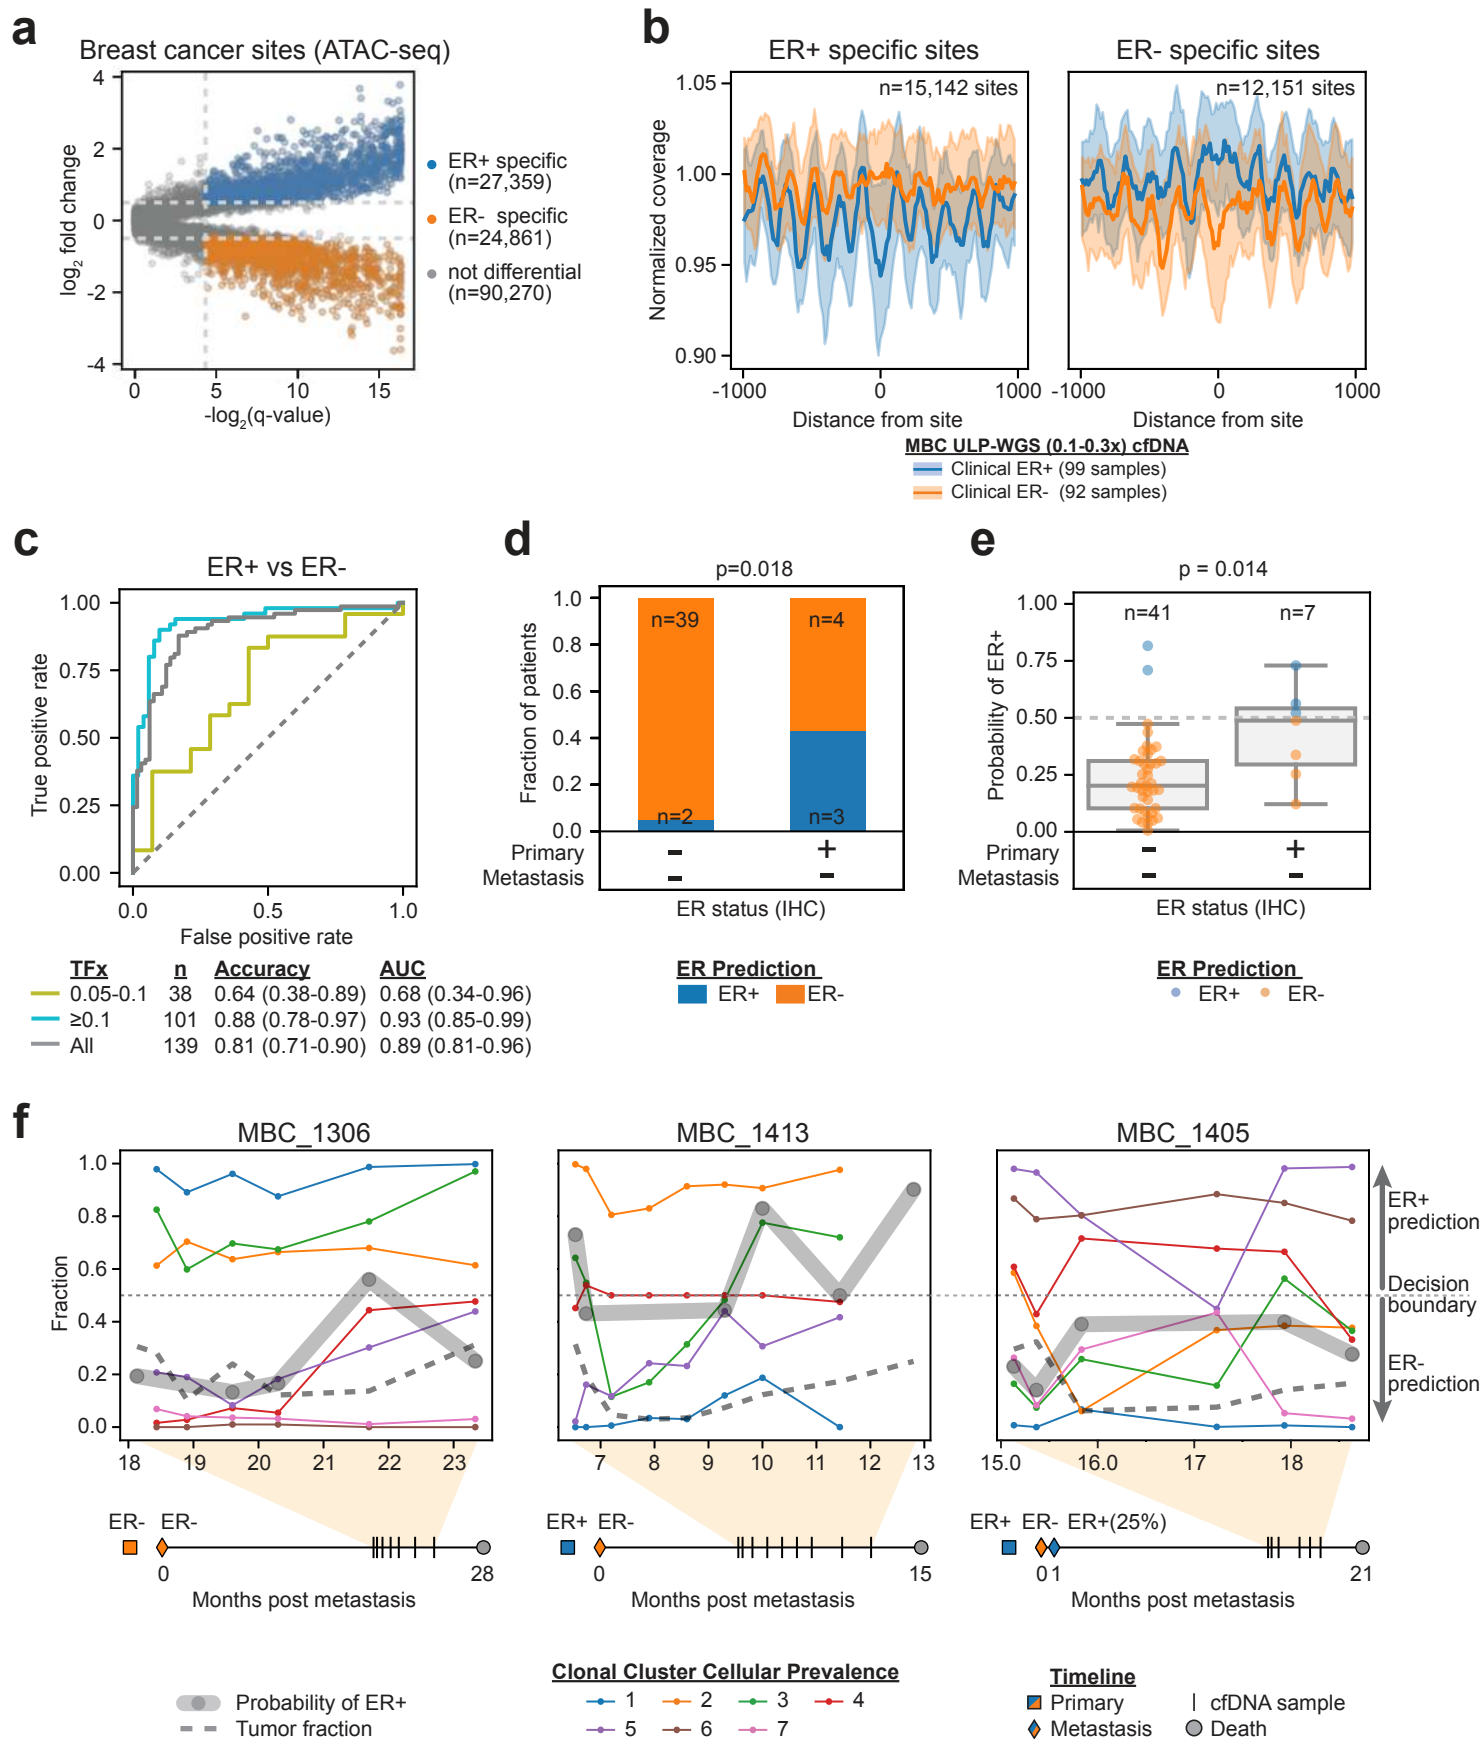 a
Breast cancer sites (ATAC-seq)
4
2
0
-2
-4
log2 fold change
0
5
10
15
-log2(q-value)
ER+ specific
(n=27,359)
ER- specific
(n=24,861)
not differential
(n=90,270)
b
ER+ specific sites
ER- specific sites
n=15,142 sites
n=12,151 sites
1.05
1.00
0.95
0.90
Normalized coverage
-1000
0
1000
-1000
0
1000
Distance from site
Distance from site
MBC ULP-WGS (0.1-0.3x) cfDNA
Clinical ER+ (99 samples)
Clinical ER- (92 samples)
c
ER+ vs ER-
1.00
0.75
0.50
0.25
0.00
True positive rate
0.0
0.5
1.0
False positive rate
TFx n Accuracy AUC
0.05-0.1 38 0.64 (0.38-0.89) 0.68 (0.34-0.96)
≥0.1 101 0.88 (0.78-0.97) 0.93 (0.85-0.99)
All 139 0.81 (0.71-0.90) 0.89 (0.81-0.96)
d
p=0.018
1.0
0.8
0.6
0.4
0.2
0.0
Fraction of patients
n=39
n=4
n=2
n=3
Primary - +
Metastasis - -
ER status (IHC)
ER Prediction
ER+ ER-
e
p = 0.014
1.00
0.75
0.50
0.25
0.00
Probability of ER+
n=41
n=7
Primary - +
Metastasis - -
ER status (IHC)
ER Prediction
ER+ ER-
f
MBC_1306
MBC_1413
MBC_1405
1.0
0.8
0.6
0.4
0.2
0.0
Fraction
18 19 20 21 22 23
7 8 9 10 11 12 13
15.0 16.0 17 18
ER+
prediction
Decision
boundary
ER-
prediction
ER- ER-
0 28
Months post metastasis
ER+ ER-
0 15
Months post metastasis
ER+ ER- ER+(25%)
0 1 21
Months post metastasis
Probability of ER+
Tumor fraction
Clonal Cluster Cellular Prevalence
1 2 3 4
5 6 7
Timeline
Primary
Metastasis
cfDNA sample
Death